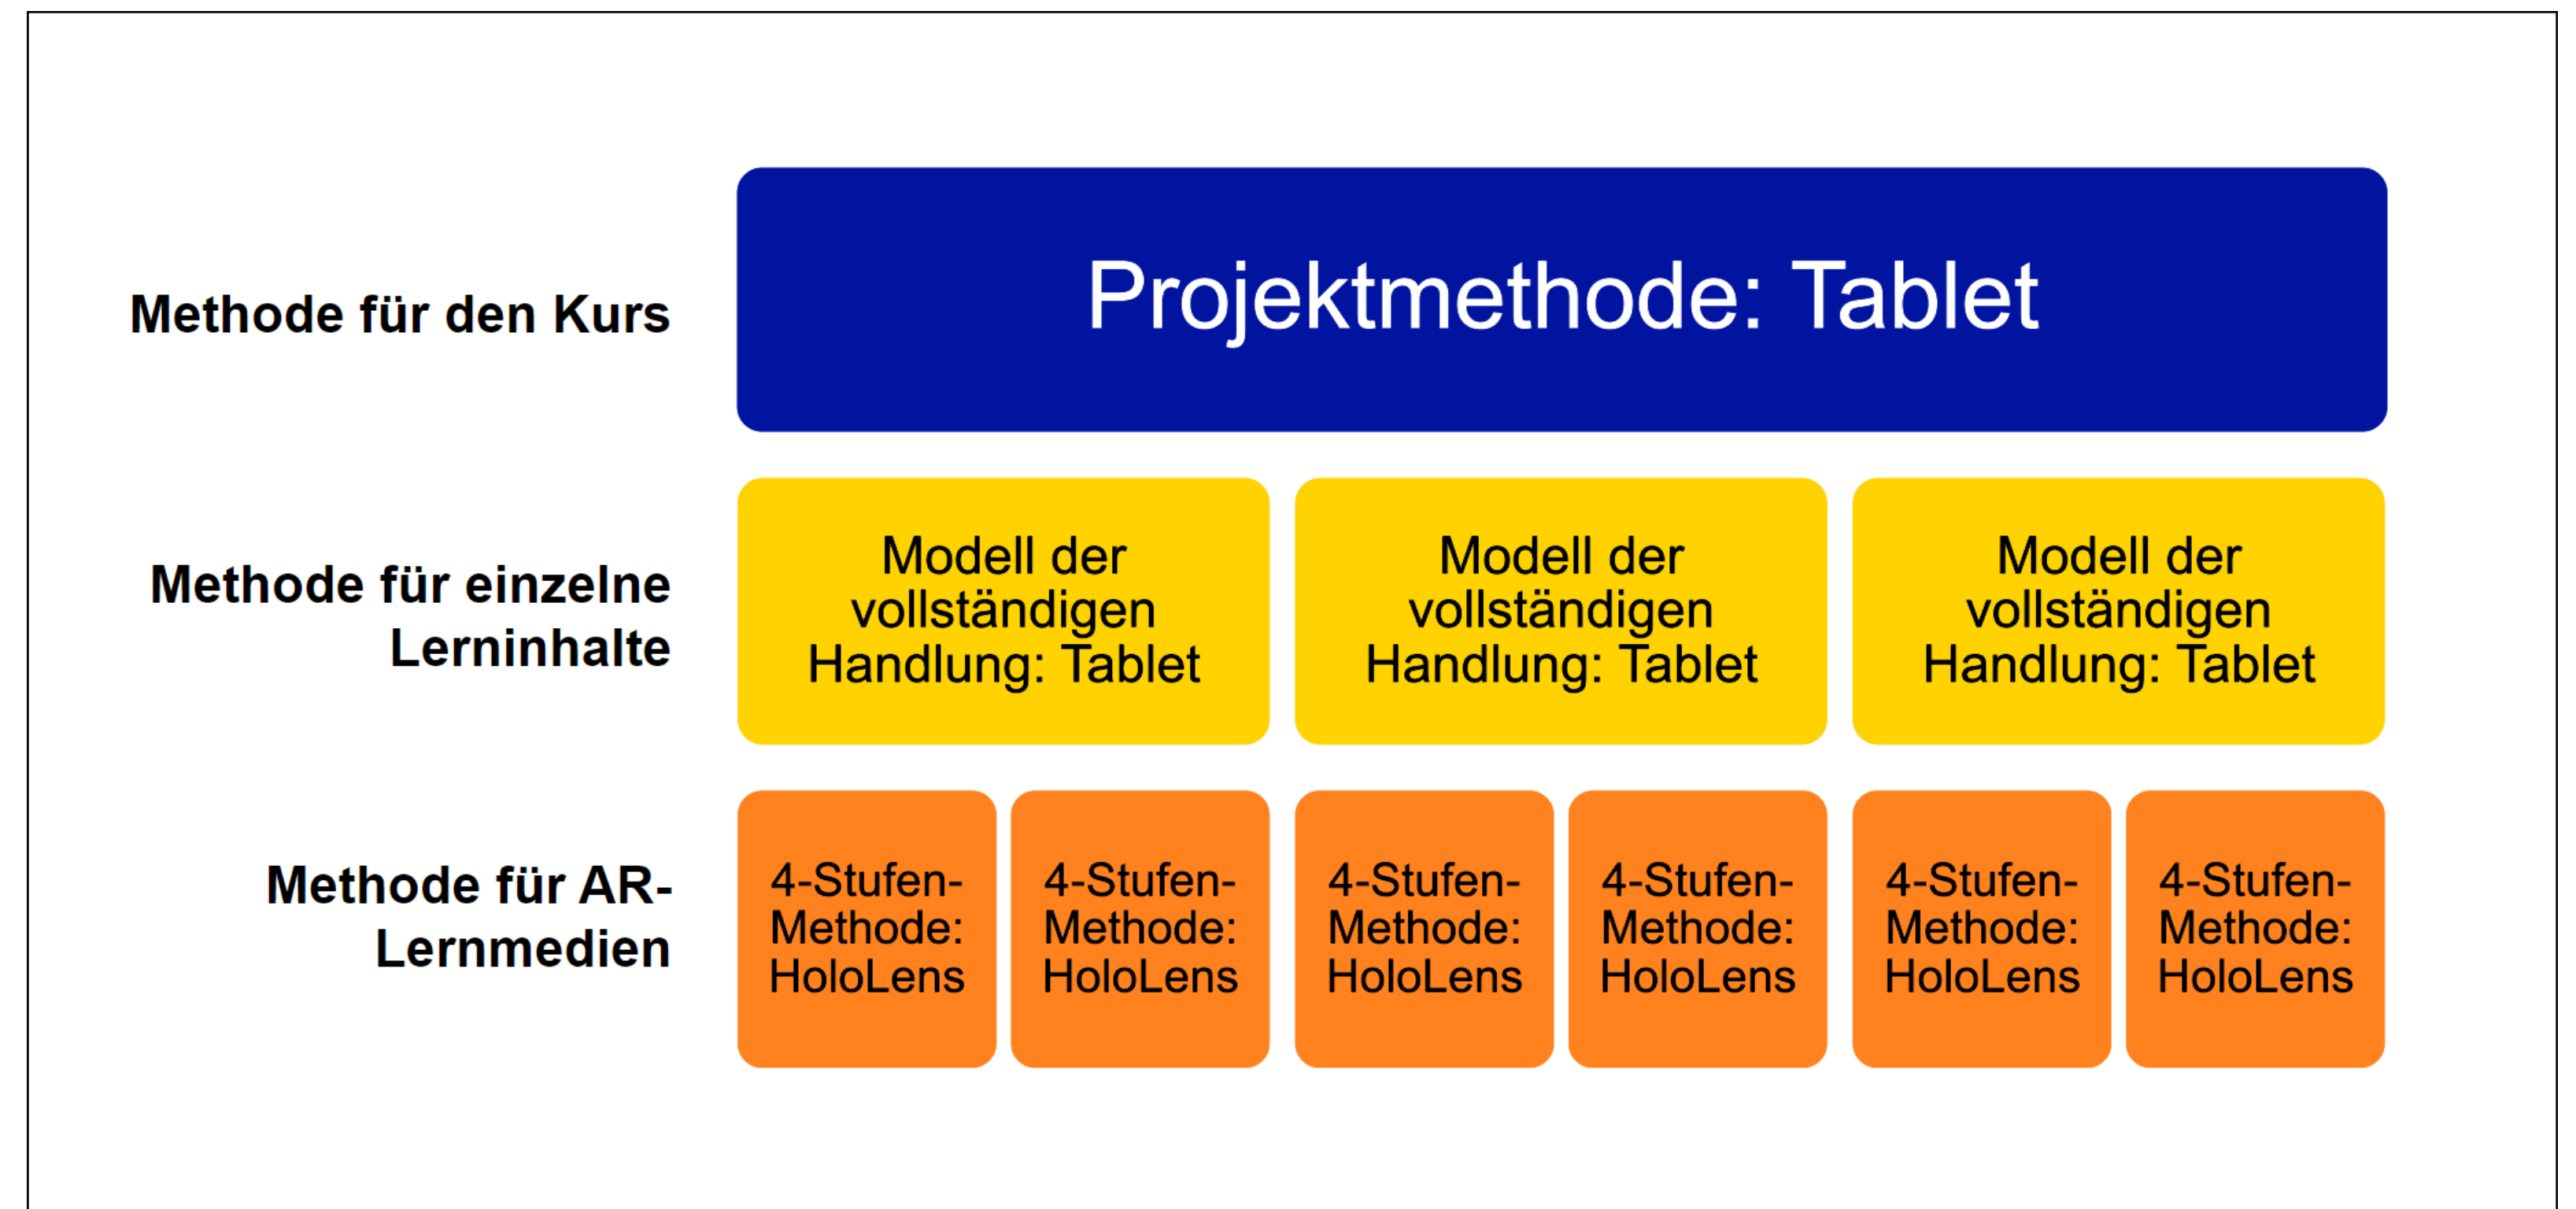 Methode für den Kurs
Projektmethode: Tablet
Methode für einzelne
Lerninhalte
Modell der
vollständigen
Handlung: Tablet
Modell der
vollständigen
Handlung: Tablet
Modell der
vollständigen
Handlung: Tablet
Methode für AR-
Lernmedien
4-Stufen-
Methode:
HoloLens
4-Stufen-
Methode:
HoloLens
4-Stufen-
Methode:
HoloLens
4-Stufen-
Methode:
HoloLens
4-Stufen-
Methode:
HoloLens
4-Stufen-
Methode:
HoloLens